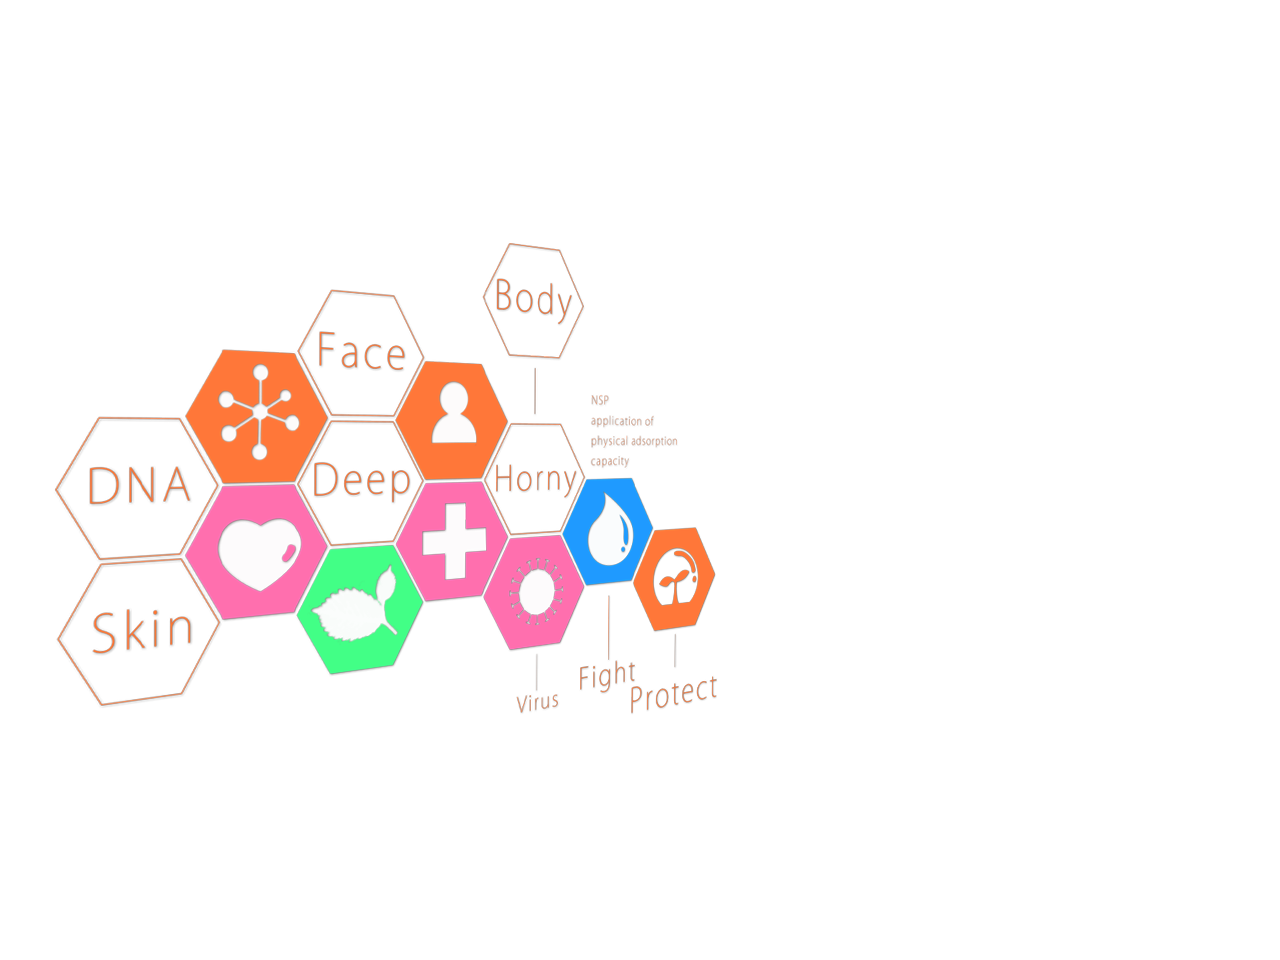 Body
Face
NSP
application of
physical adsorption
capacity
DNA
Deep
Horny
Skin
Fight
Virus
Protect